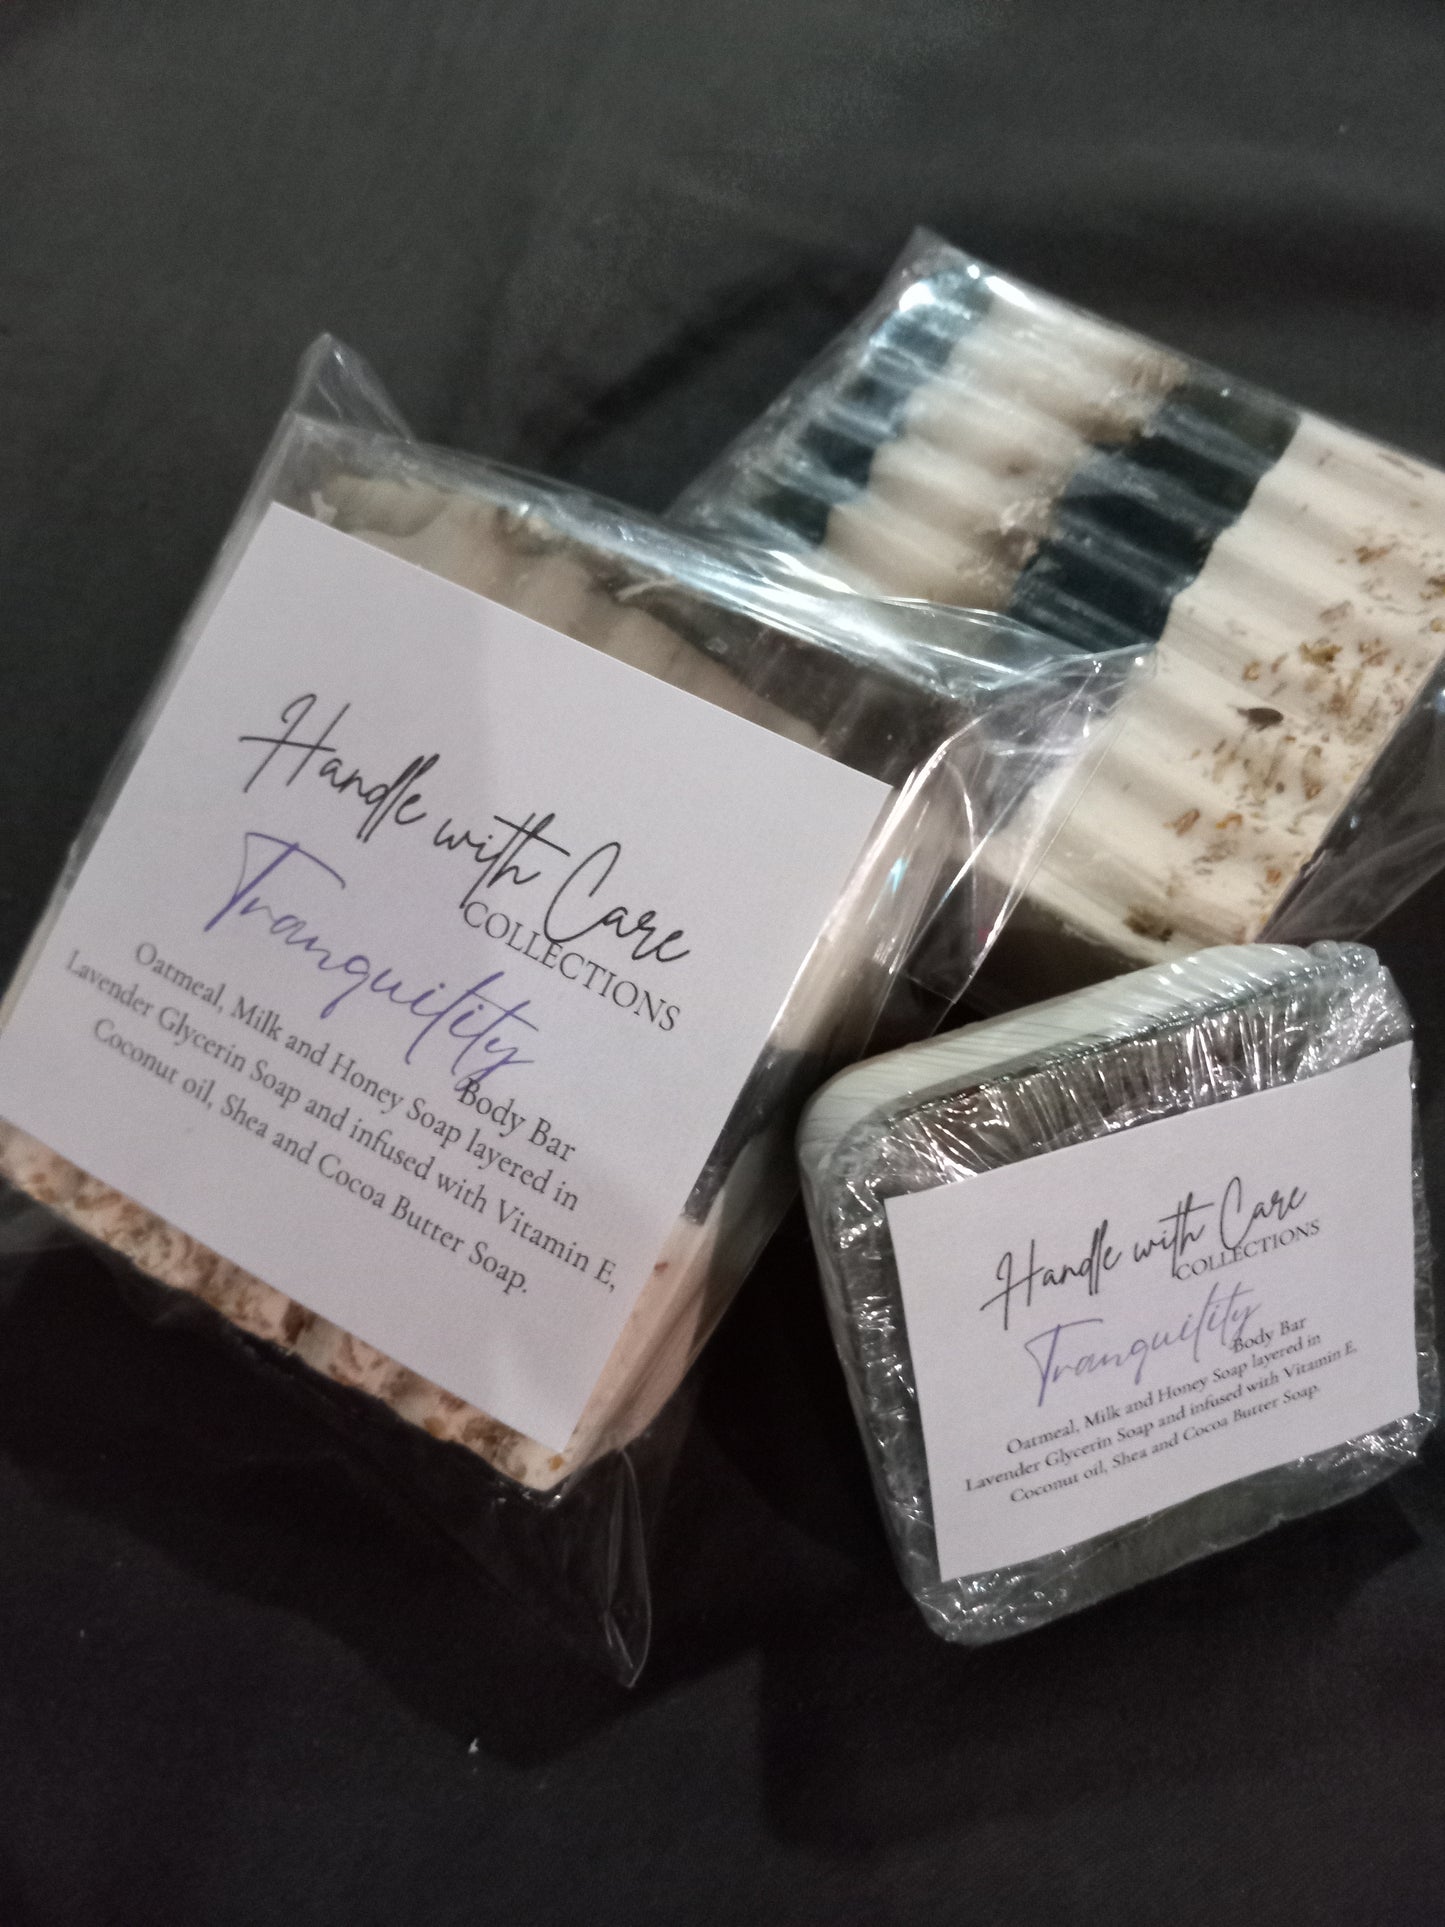 Handle with Care
COLLECTIONS
Tranquility
Body Bar
Oatmeal, Milk and Honey Soap layered in
Lavender Glycerin Soap and infused with Vitamin E,
Coconut oil, Shea and Cocoa Butter Soap.
Handle with Care
COLLECTIONS
Tranquility
Body Bar
Oatmeal, Milk and Honey Soap layered in
Lavender Glycerin Soap and infused with Vitamin E,
Coconut oil, Shea and Cocoa Butter Soap.